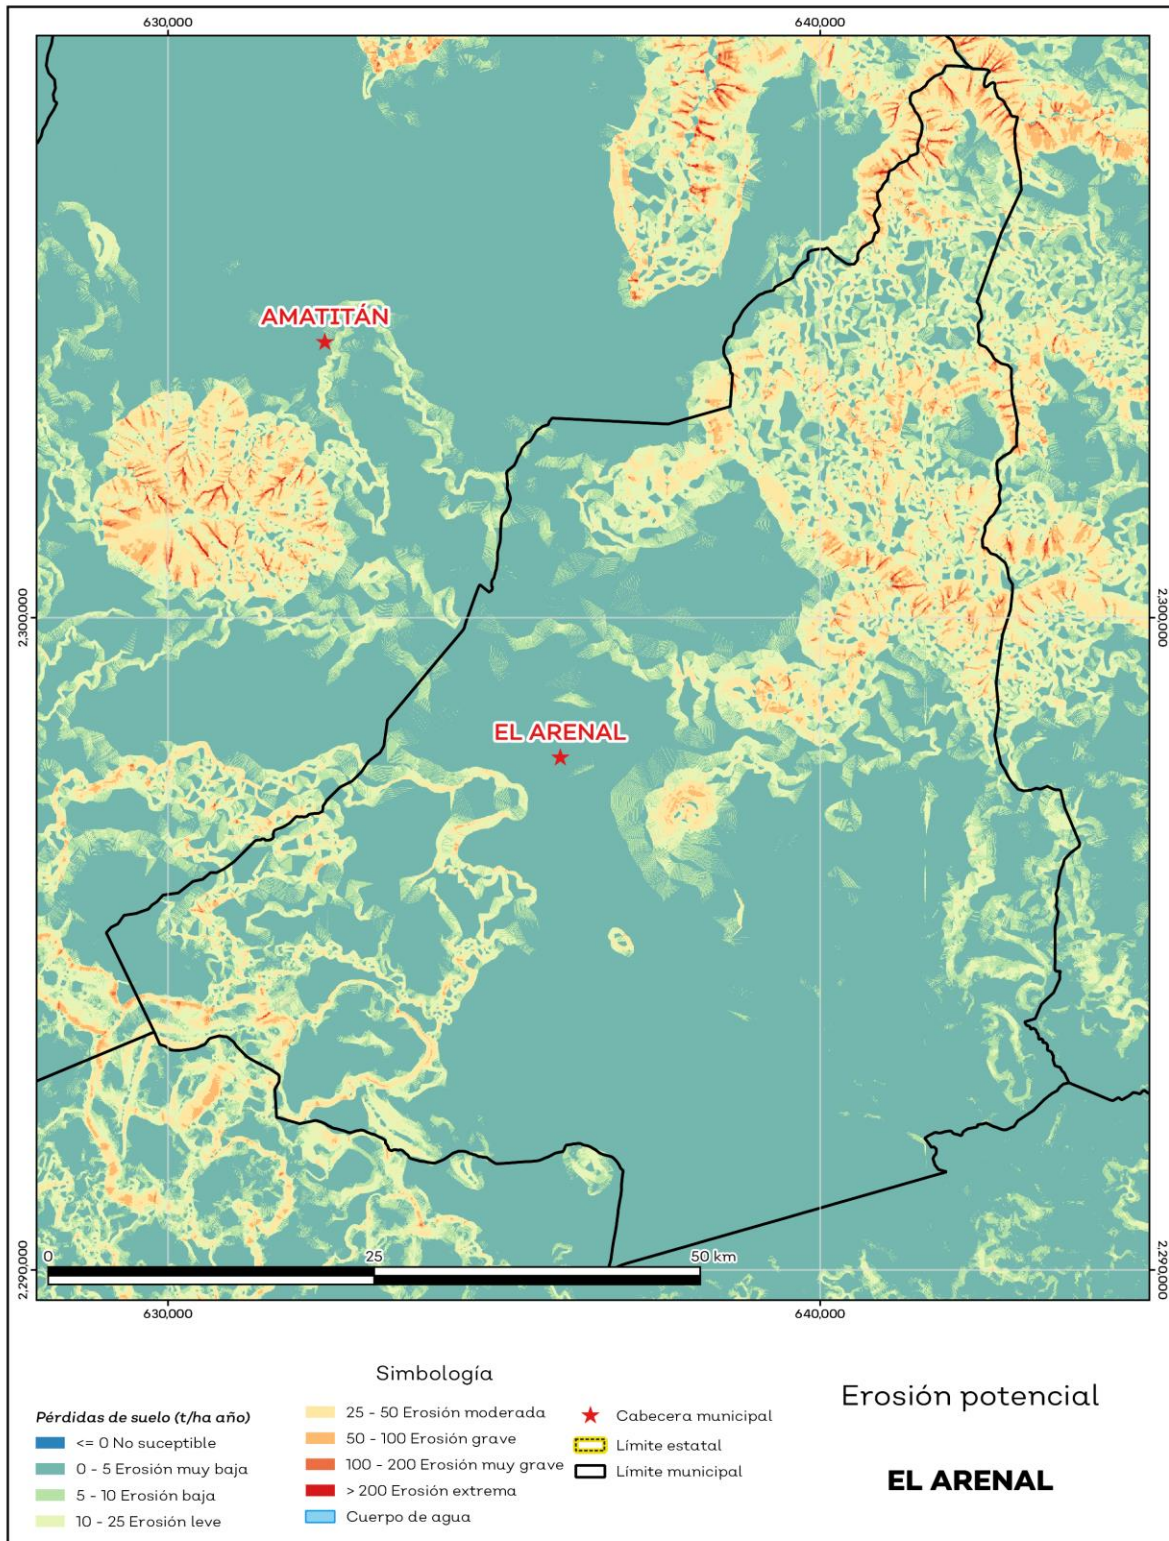 630,000
640,000
AMATITÁN
2,300,000
2,300,000
EL ARENAL
0
25
50 km
2,290,000
2,290,000
630,000
640,000
Simbología
Pérdidas de suelo (t/ha año)
<= 0 No suceptible
0 - 5 Erosión muy baja
5 - 10 Erosión baja
10 - 25 Erosión leve
25 - 50 Erosión moderada
50 - 100 Erosión grave
100 - 200 Erosión muy grave
> 200 Erosión extrema
Cuerpo de agua
Cabecera municipal
Límite estatal
Límite municipal
Erosión potencial
EL ARENAL